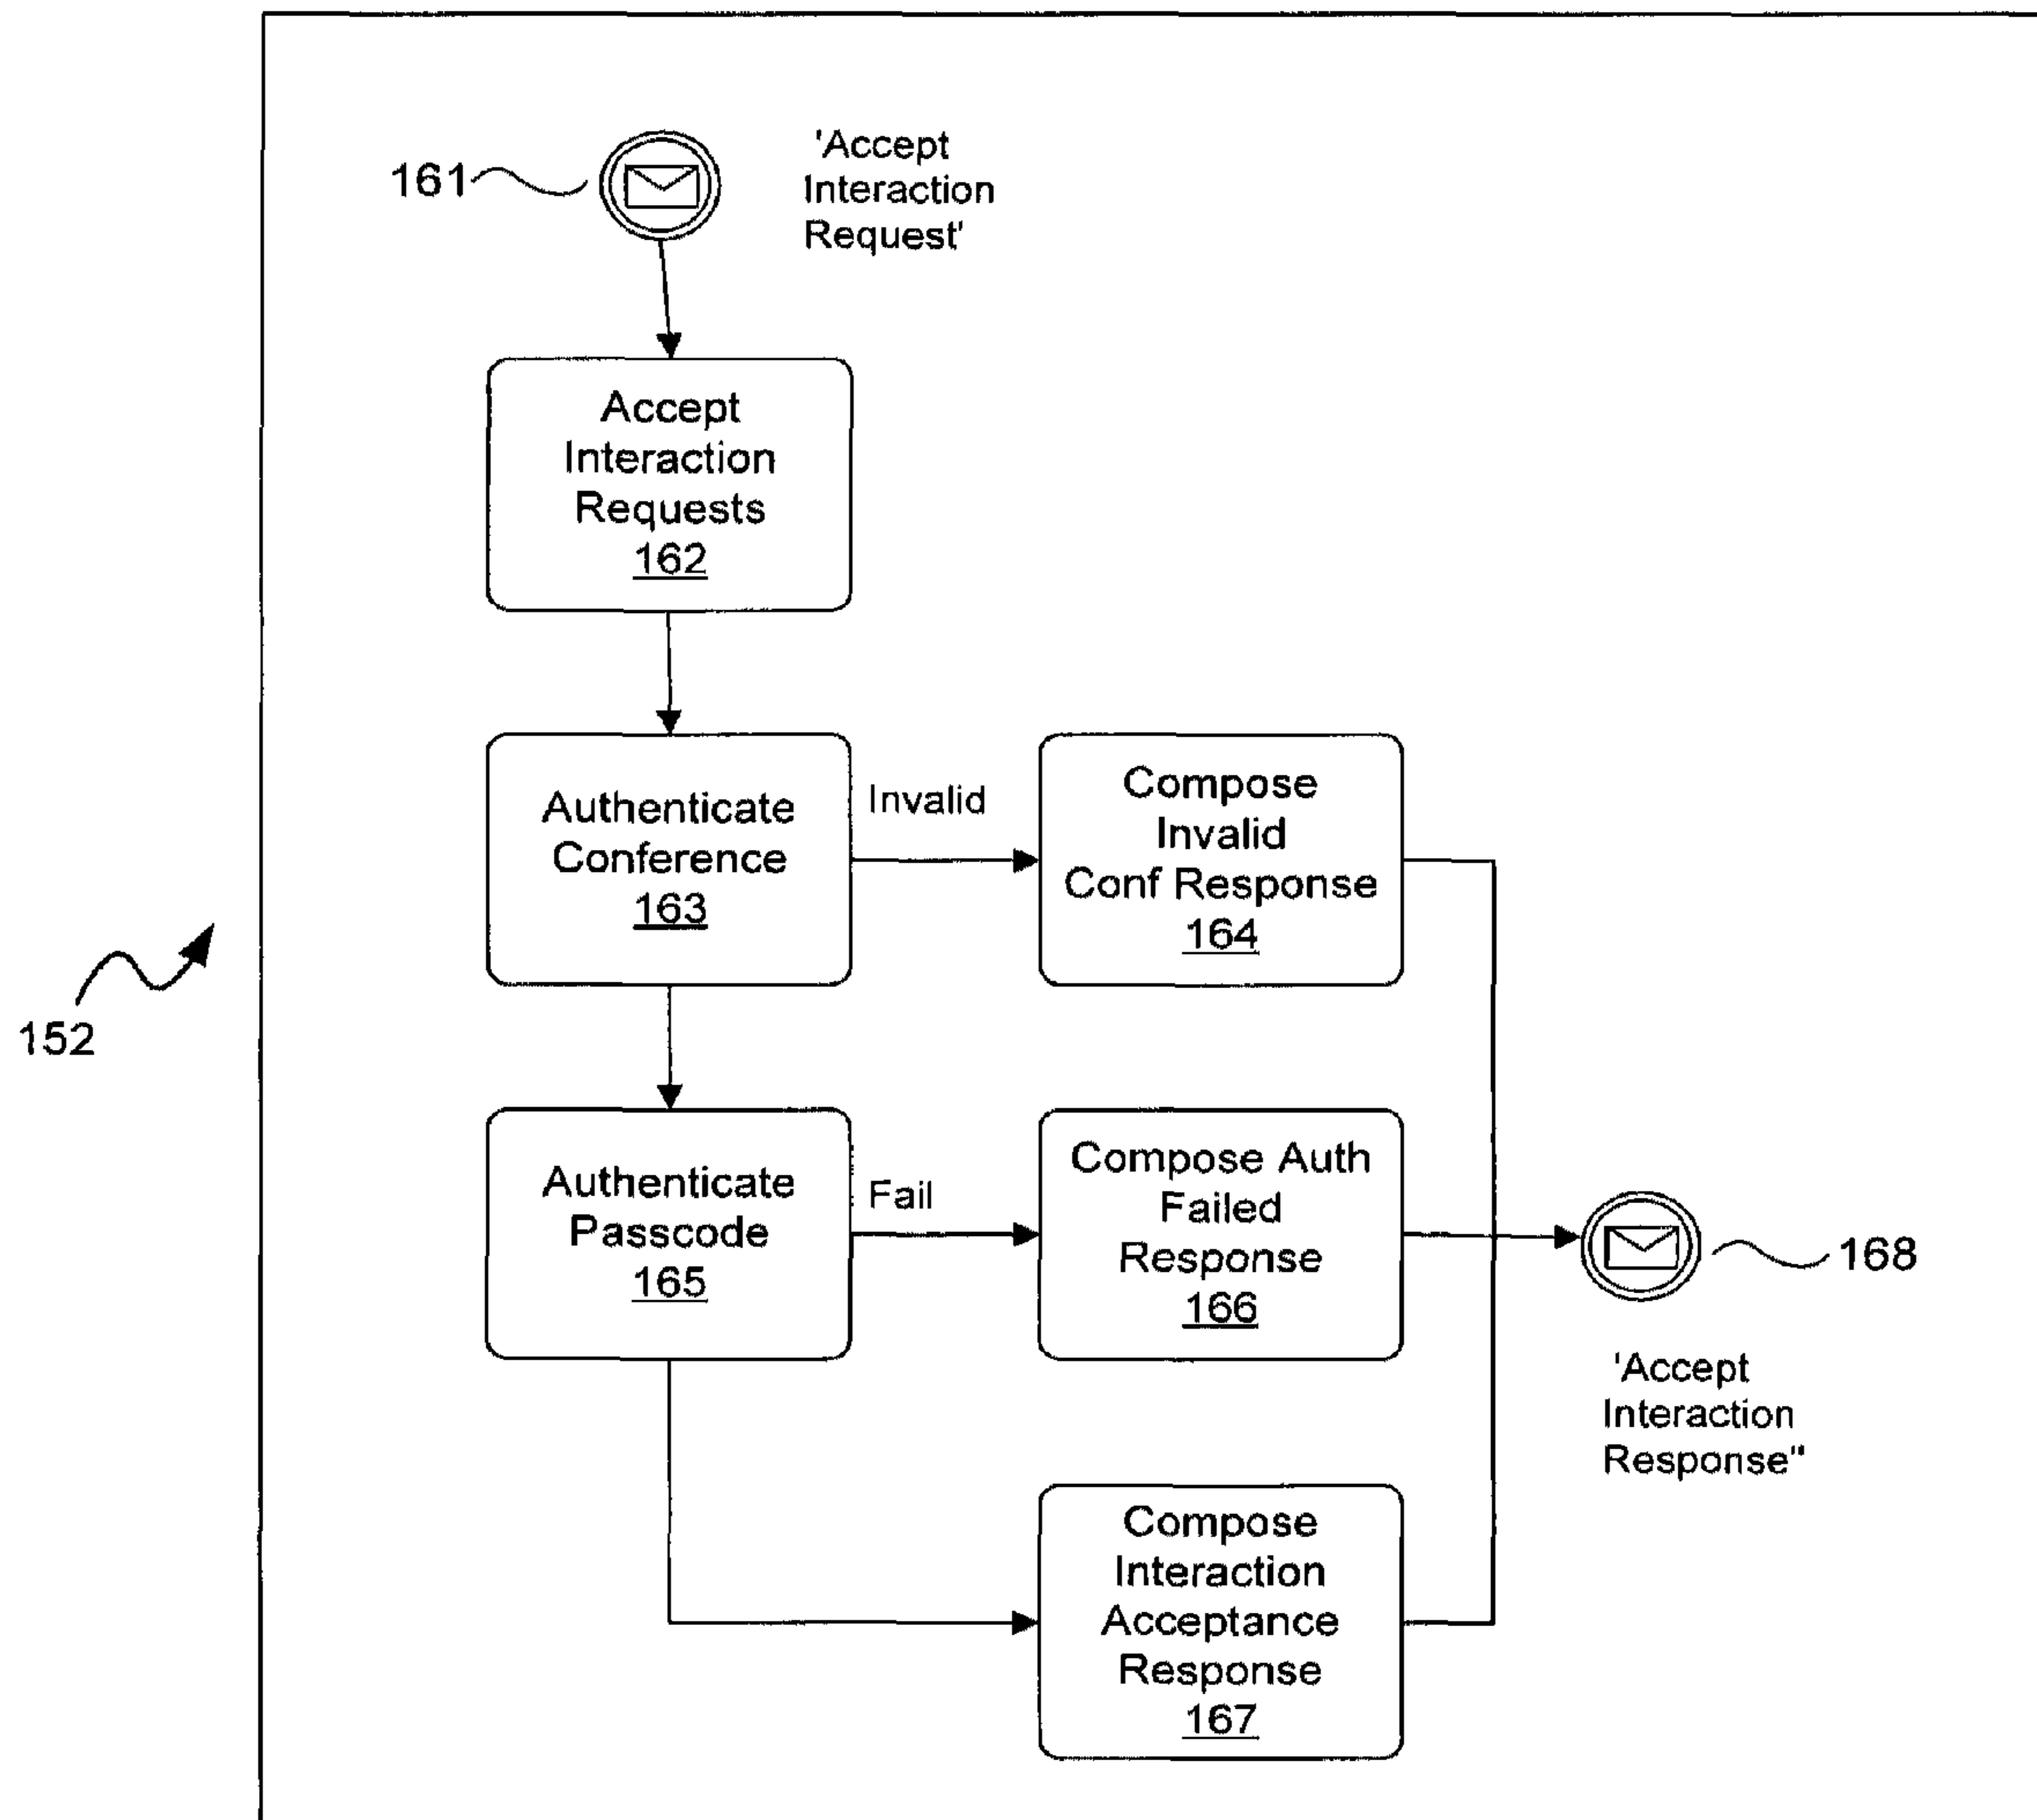 161
'Accept
Interaction
Request'
Accept
Interaction
Requests
162
Authenticate
Conference
163
Invalid
Compose
Invalid
Conf Response
164
152
Authenticate
Passcode
165
Fail
Compose Auth
Failed
Response
166
168
'Accept
Interaction
Response"
Compose
Interaction
Acceptance
Response
167